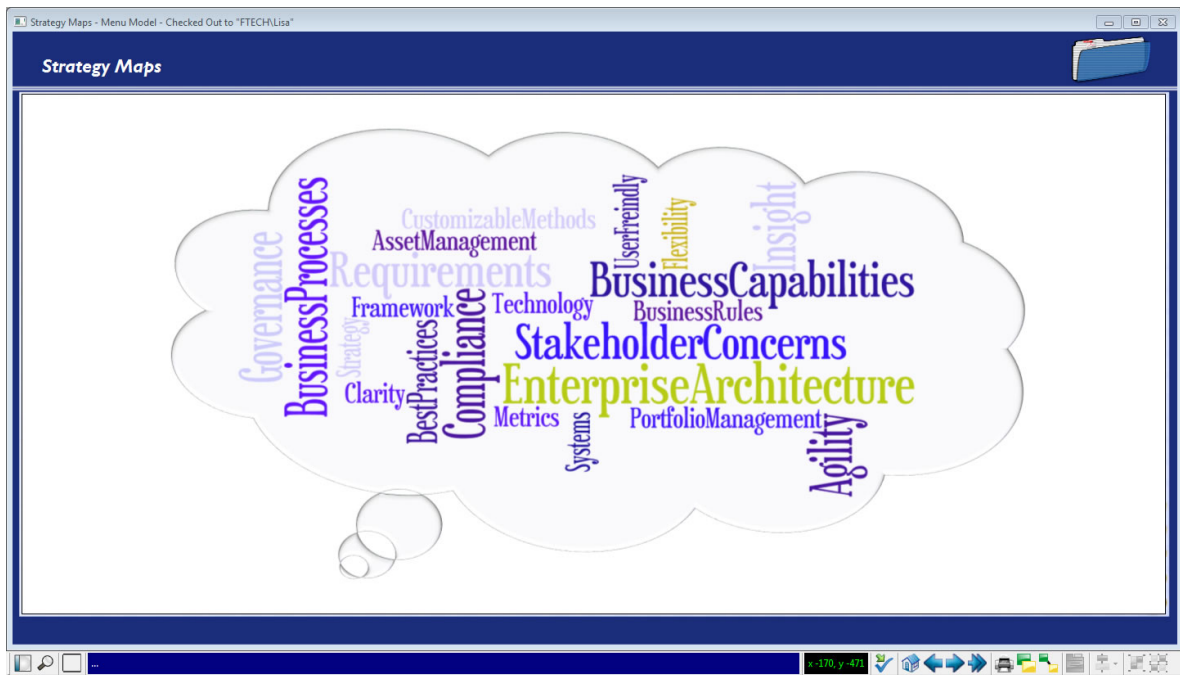 Strategy Maps - Menu Model - Checked Out to "FTECH\Lisa"
Strategy Maps
Governance
BusinessProcesses
CustomizableMethods
AssetManagement
Requirements
Framework
Strategy
Clarity
BestPractices
Compliance
Technology
UserFreindly
Flexibility
Insight
BusinessCapabilities
BusinessRules
StakeholderConcerns
EnterpriseArchitecture
Metrics
Systems
PortfolioManagement
Agility
...
x -170, y -471